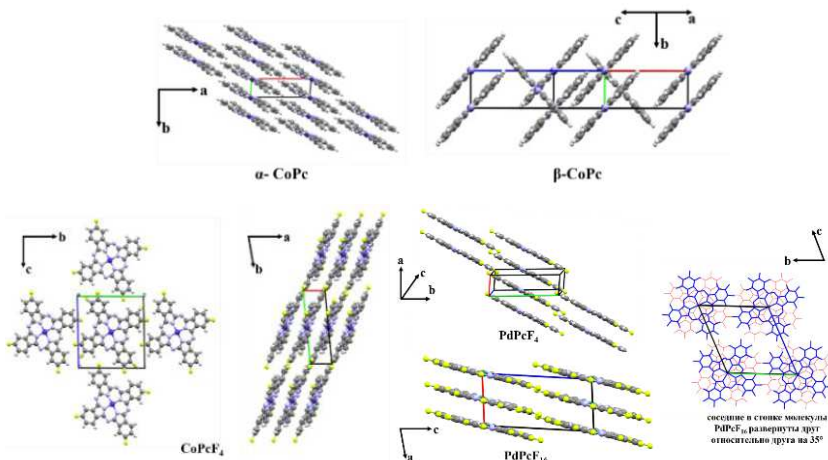 a
b
α- CoPc
c
a
b
β-CoPc
b
c
CoPcF₄
a
b
a
c
b
PdPcF₄
c
a
PdPcF₁₆
c
b
соседние в стопке молекулы
PdPcF₁₆ развернуты друг
относительно друга на 35°